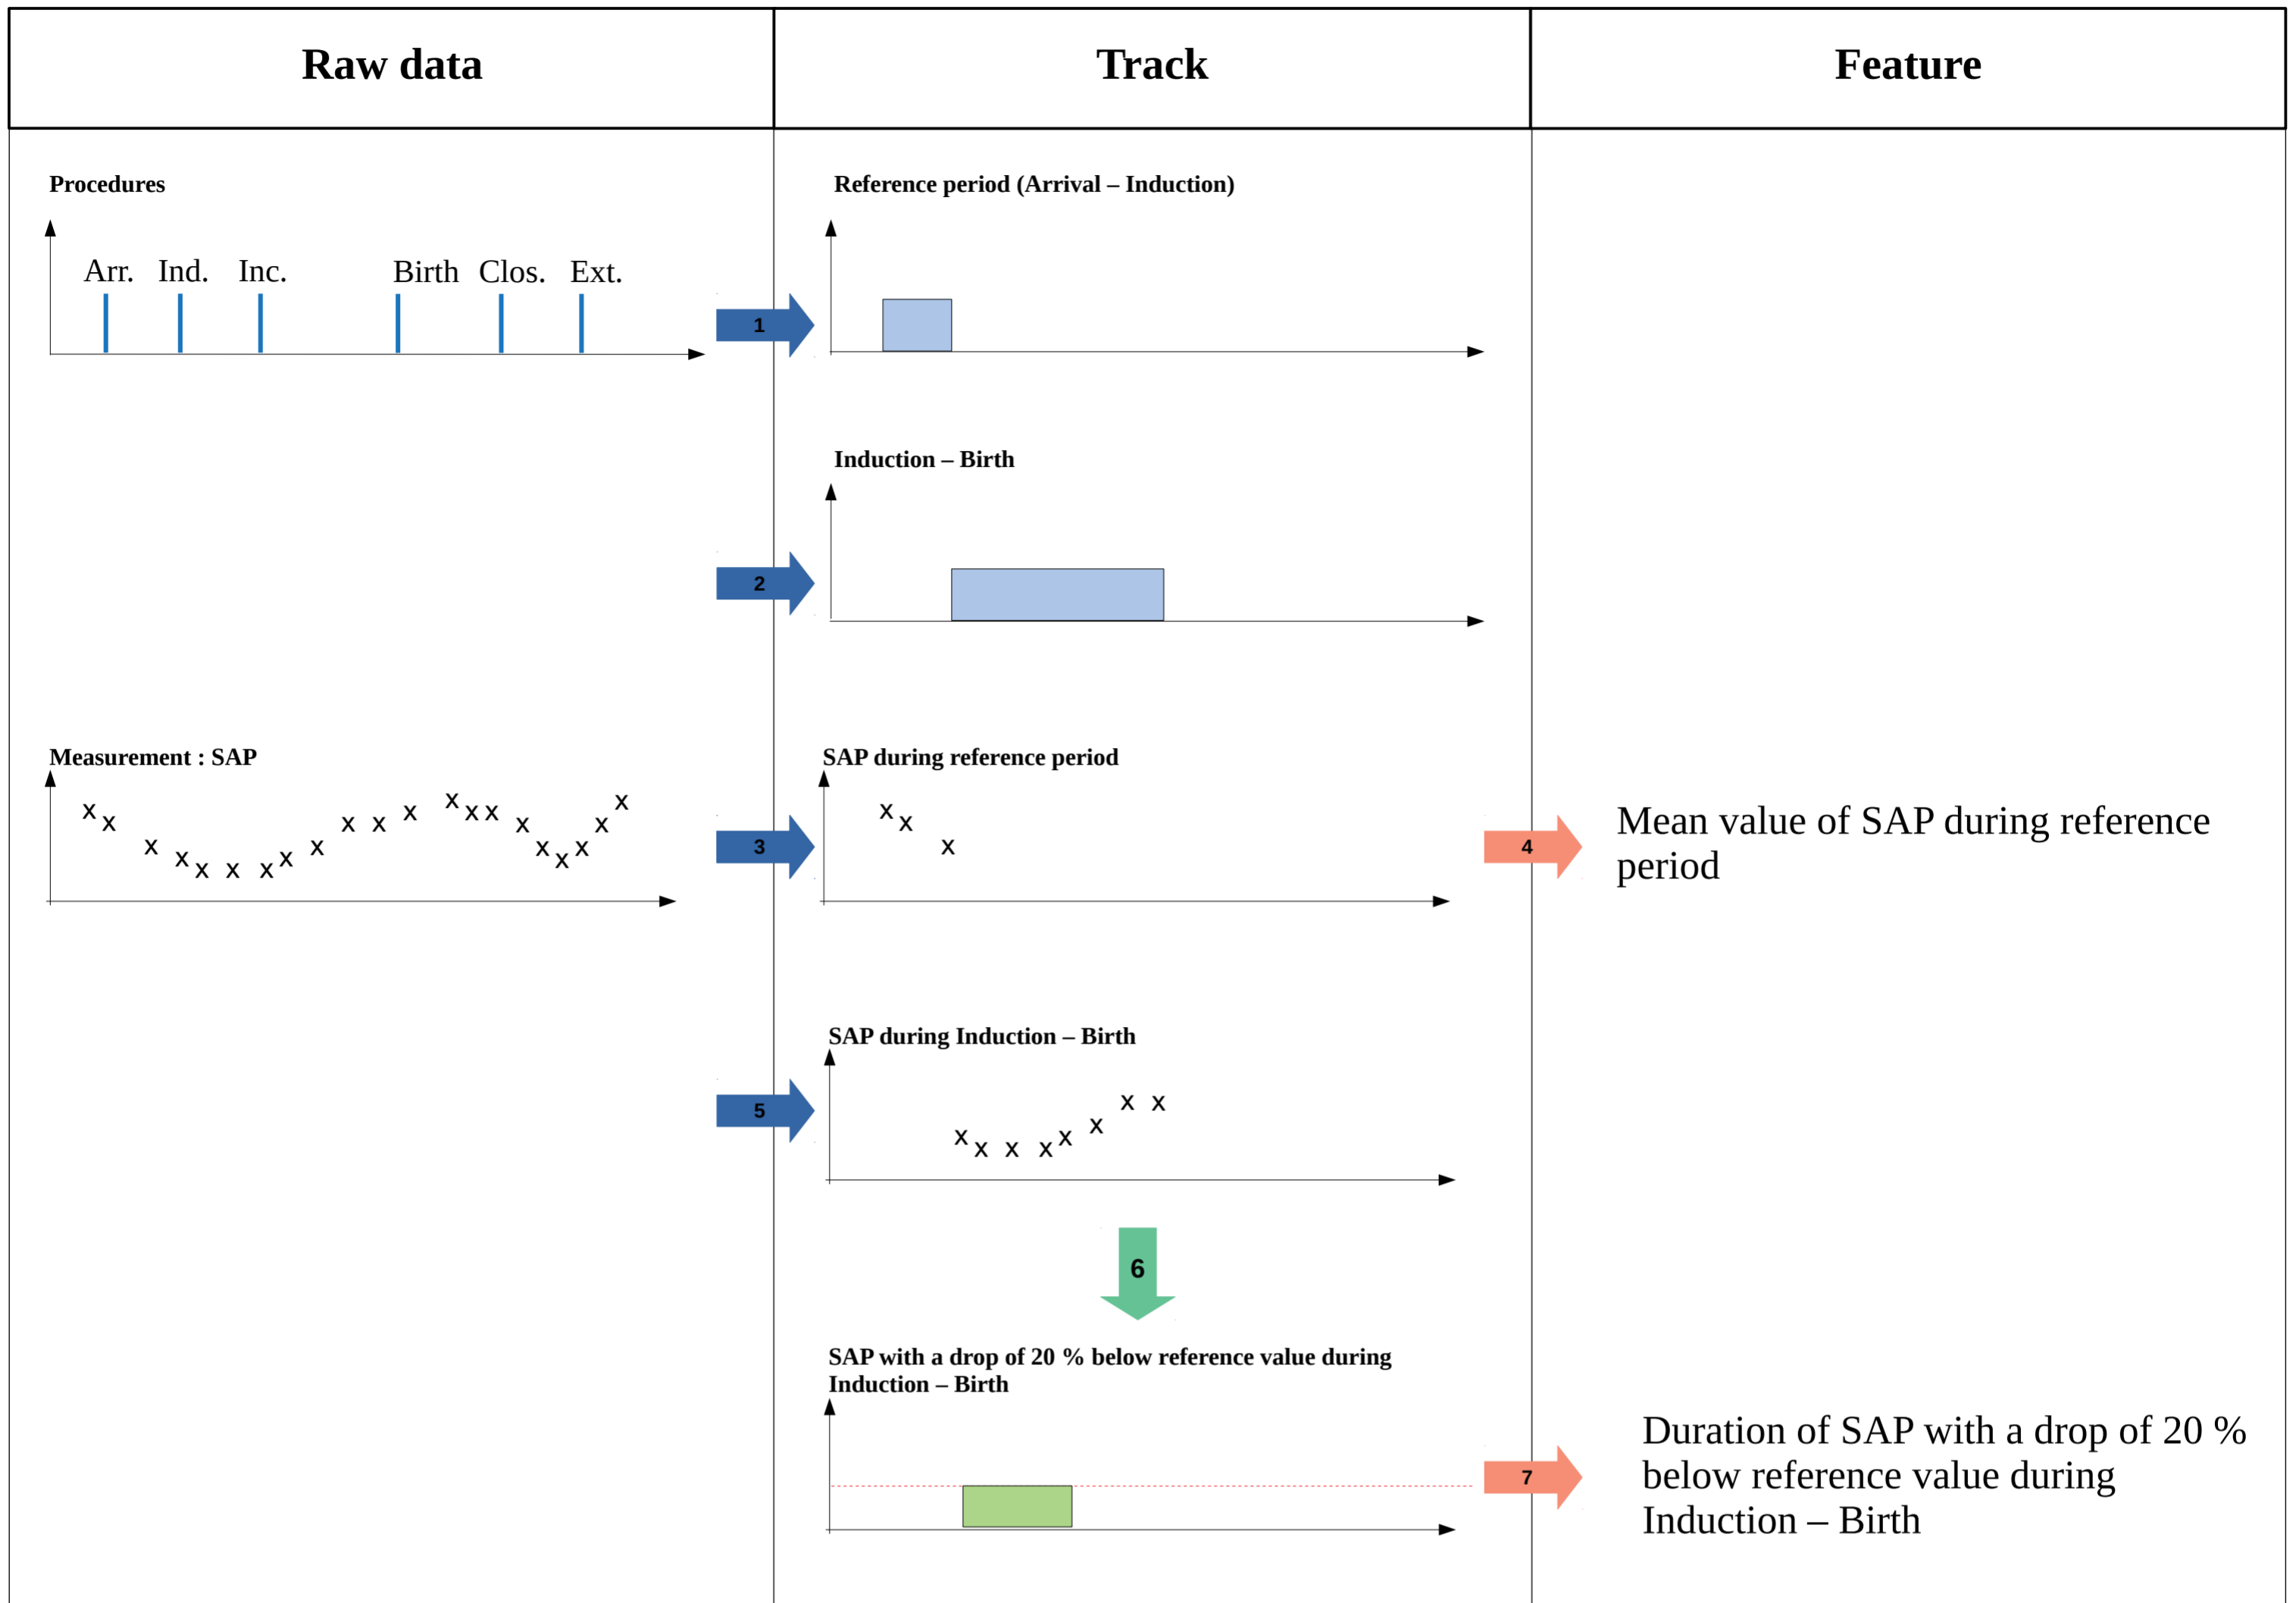 Raw data
Track
Feature
Procedures
Reference period (Arrival – Induction)
Arr. Ind. Inc. Birth Clos. Ext.
1
Induction – Birth
2
Measurement : SAP
SAP during reference period
x x x x x x x x x x x x x x x x x x x x x x
x x x
3
4
Mean value of SAP during reference
period
SAP during Induction – Birth
5
x x x x x x x x
6
SAP with a drop of 20 % below reference value during
Induction – Birth
7
Duration of SAP with a drop of 20 %
below reference value during
Induction – Birth